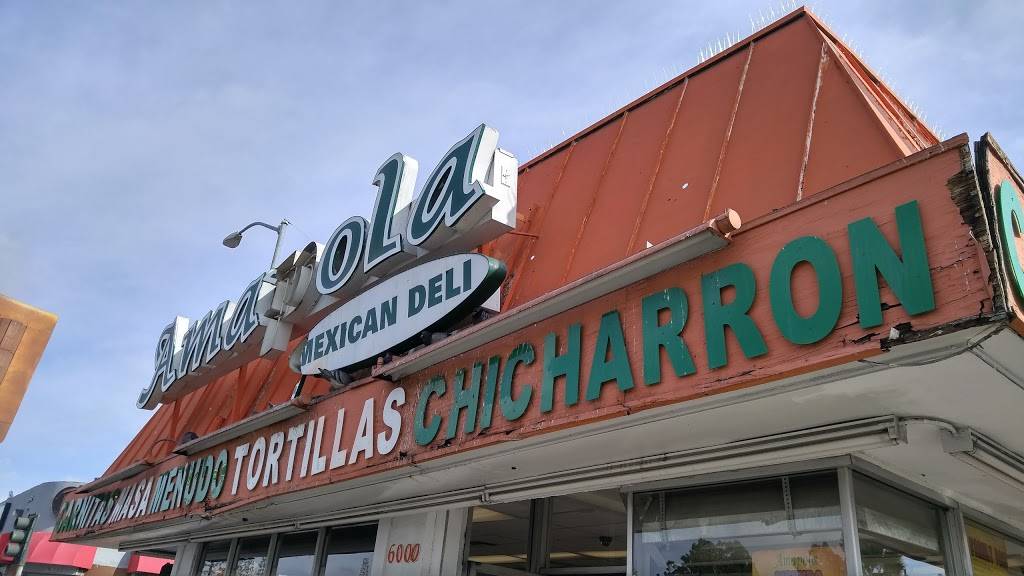 Amapola
MEXICAN DELI
CARNITAS MASA MENUDO TORTILLAS CHICHARRON
6000